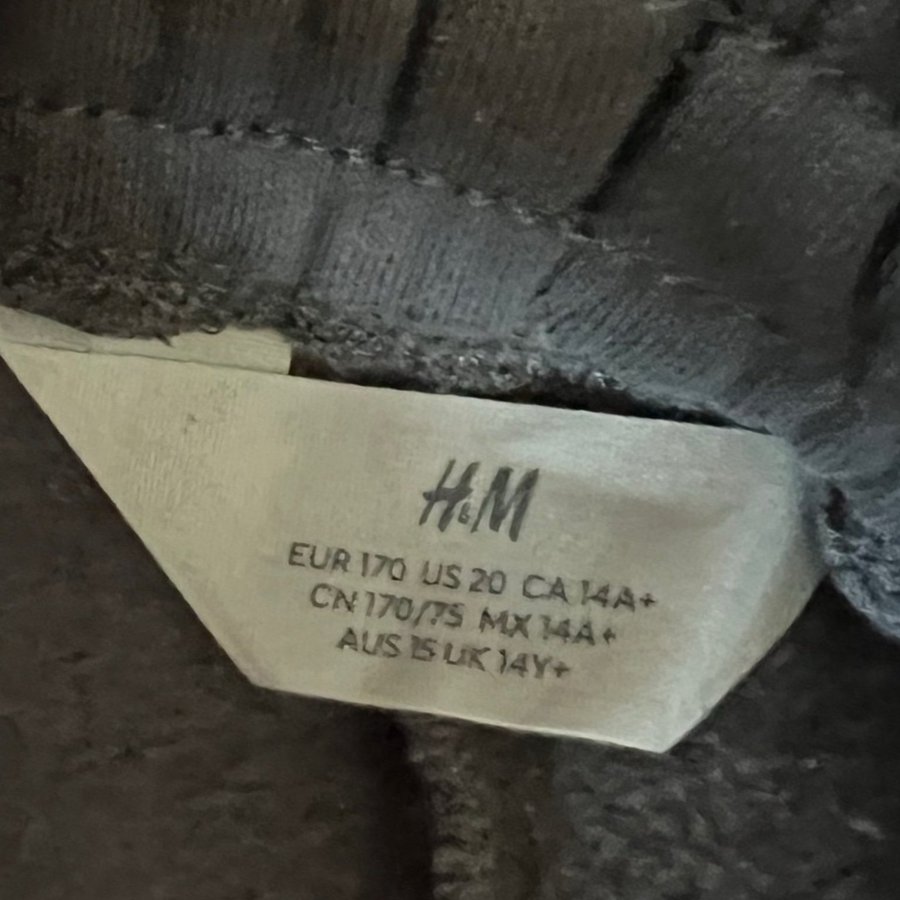 H&M
EUR 170 US 20 CA 14A+
CN 170/75 MX 14A+
AUS 15 UK 14Y+